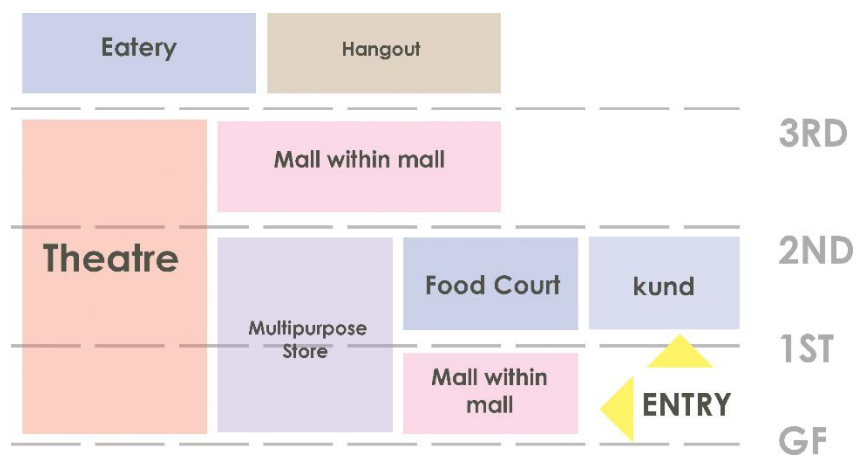 Eatery
Hangout
3RD
Mall within mall
Theatre
2ND
Food Court
kund
Multipurpose
Store
1ST
Mall within
mall
ENTRY
GF